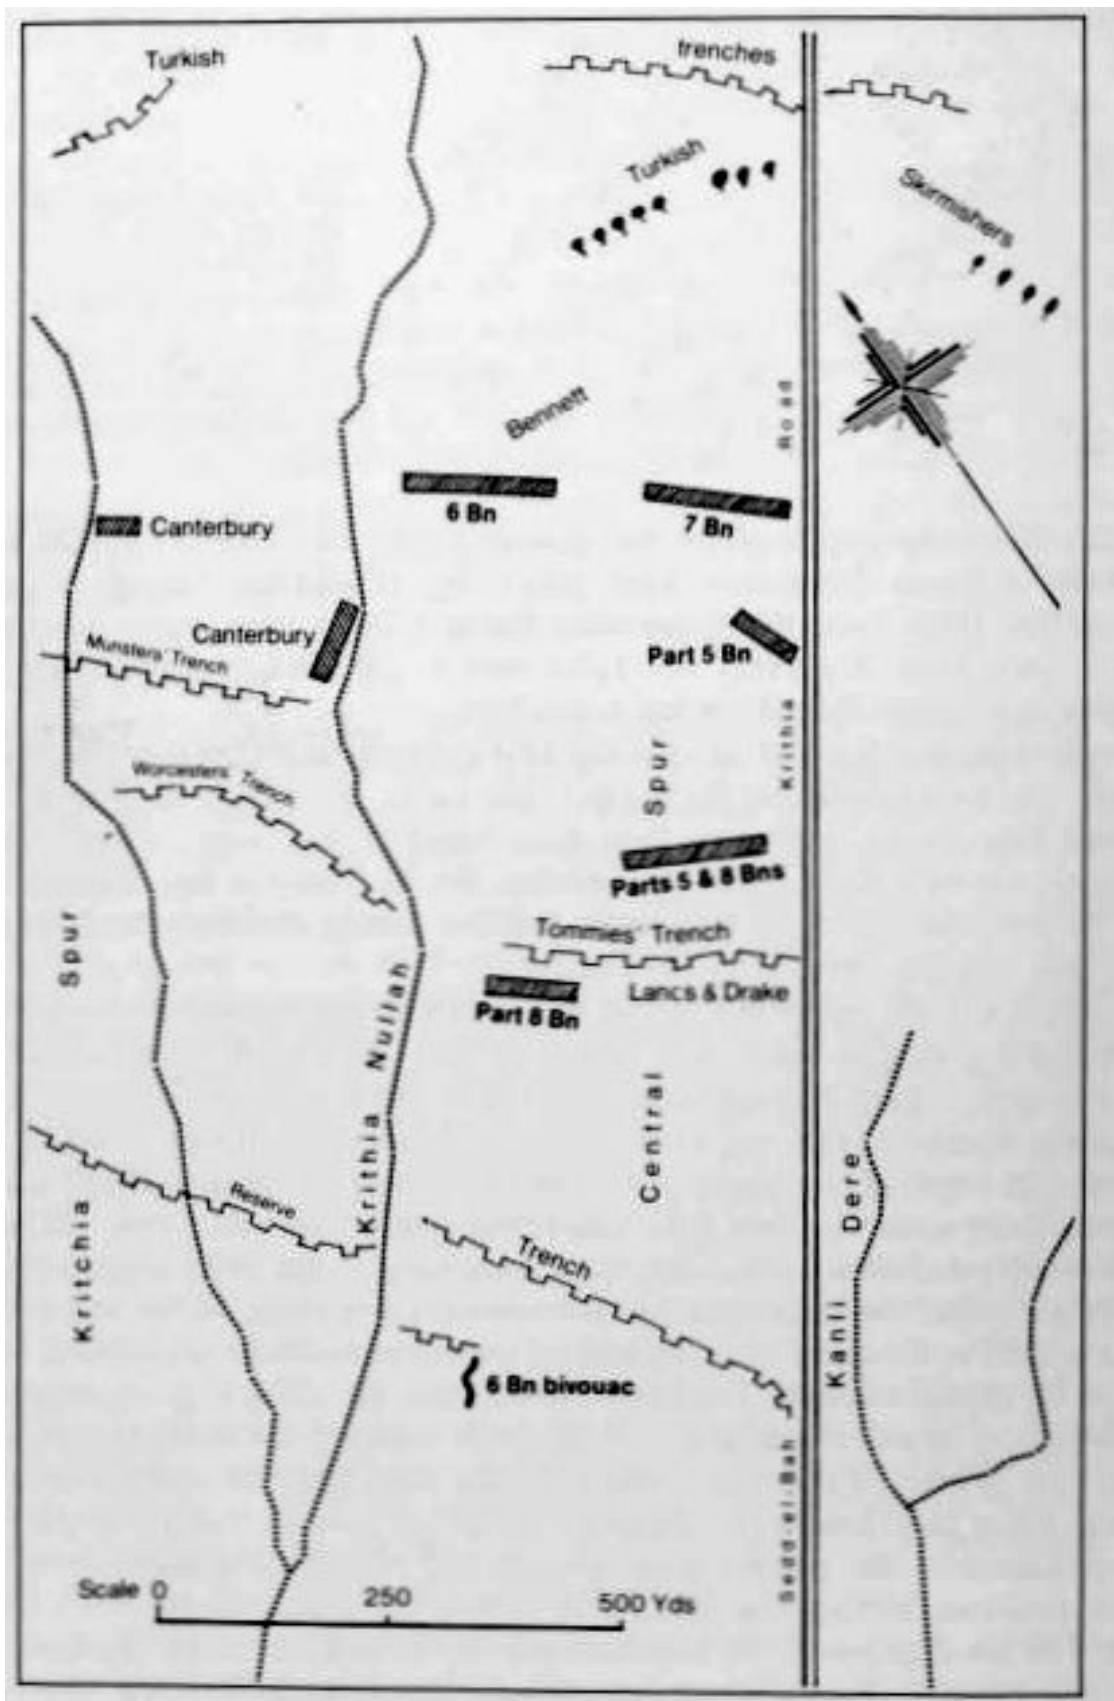 Turkish
trenches
Turkish
Skirmishers
Bennett
Road
6 Bn
7 Bn
Canterbury
Canterbury
Munsters' Trench
Part 5 Bn
Krithia
Spur
Worcesters' Trench
Parts 5 & 8 Bns
Tommies' Trench
Lancs & Drake
Part 8 Bn
Spur
Krithia Nullah
Central
Kanli Dere
Kritchia
Reserve
Trench
6 Bn bivouac
Sedd-el-Bah
Scale 0 250 500 Yds